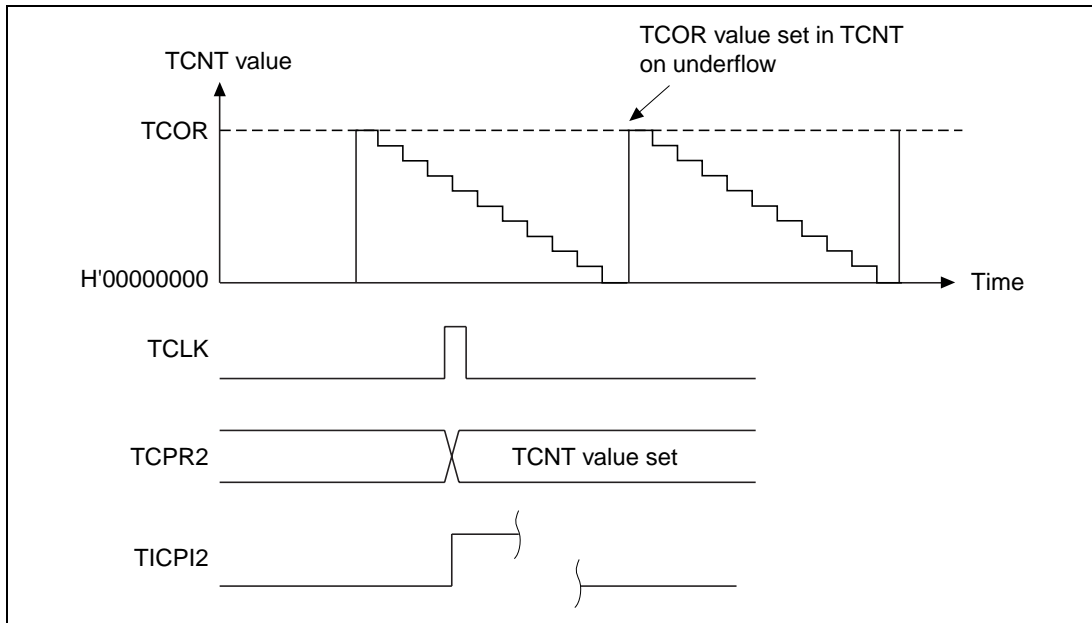 TCOR value set in TCNT
on underflow
TCNT value
TCOR
H'00000000
Time
TCLK
TCPR2
TCNT value set
TICPI2